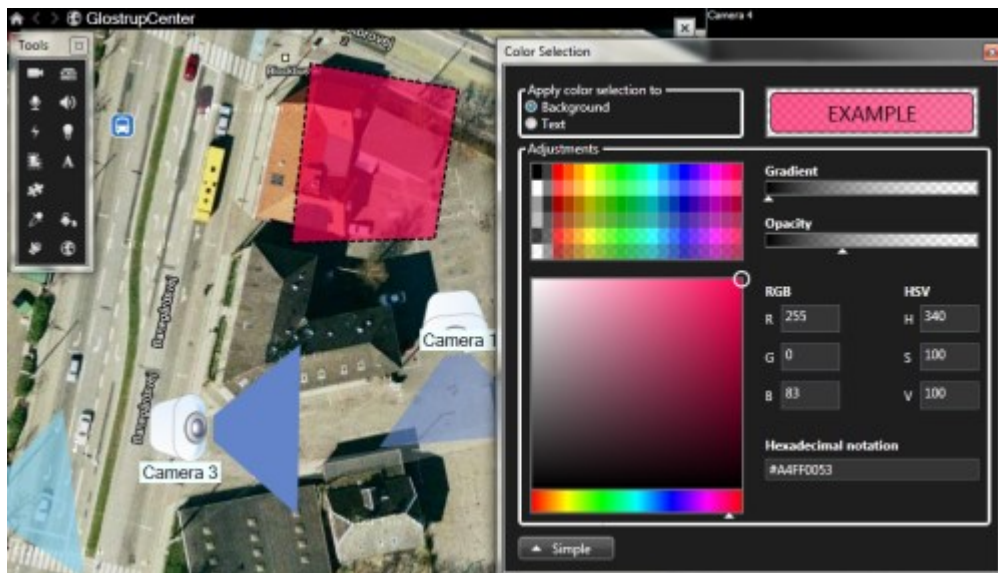 GlostrupCenter
Camera 4
Tools
Color Selection
Apply color selection to
Background
Text
EXAMPLE
Adjustments
Gradient
Opacity
RGB
HSV
R 255
H 340
G 0
S 100
B 83
V 100
Hexadecimal notation
#A4FF0053
Simple
Camera 1
Camera 3